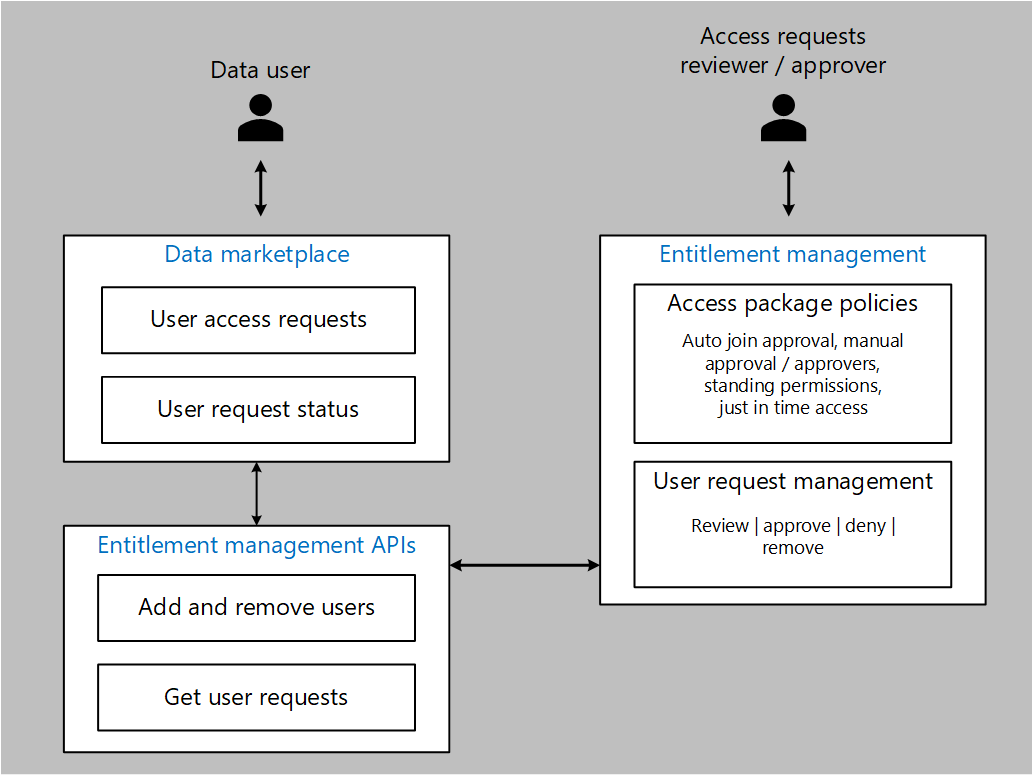 Data user
Access requests
reviewer / approver
Data marketplace
User access requests
User request status
Entitlement management APIs
Add and remove users
Get user requests
Entitlement management
Access package policies
Auto join approval, manual
approval / approvers,
standing permissions,
just in time access
User request management
Review | approve | deny |
remove